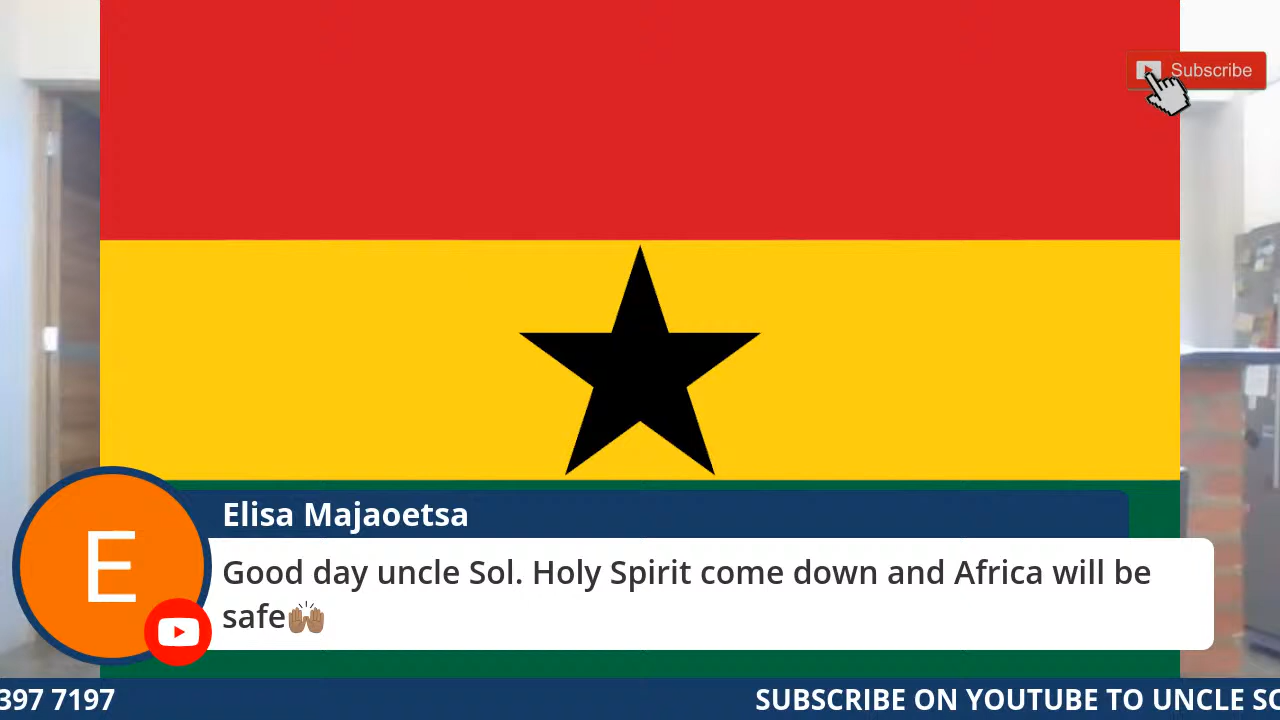 Subscribe
E
Elisa Majaoetsa
Good day uncle Sol. Holy Spirit come down and Africa will be
safe🙌🏽
397 7197 SUBSCRIBE ON YOUTUBE TO UNCLE SO